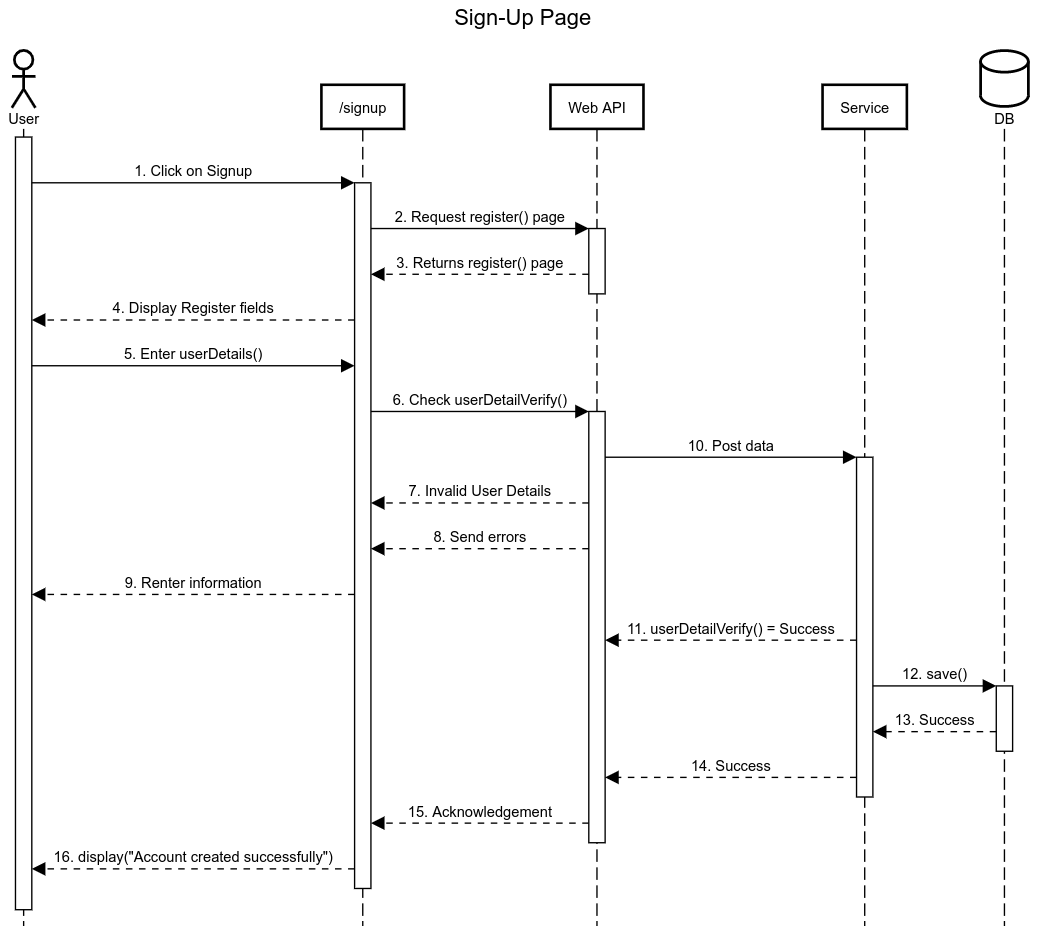 Sign-Up Page
User
/signup
Web API
Service
DB
1. Click on Signup
2. Request register() page
3. Returns register() page
4. Display Register fields
5. Enter userDetails()
6. Check userDetailVerify()
10. Post data
7. Invalid User Details
8. Send errors
9. Renter information
11. userDetailVerify() = Success
12. save()
13. Success
14. Success
15. Acknowledgement
16. display("Account created successfully")